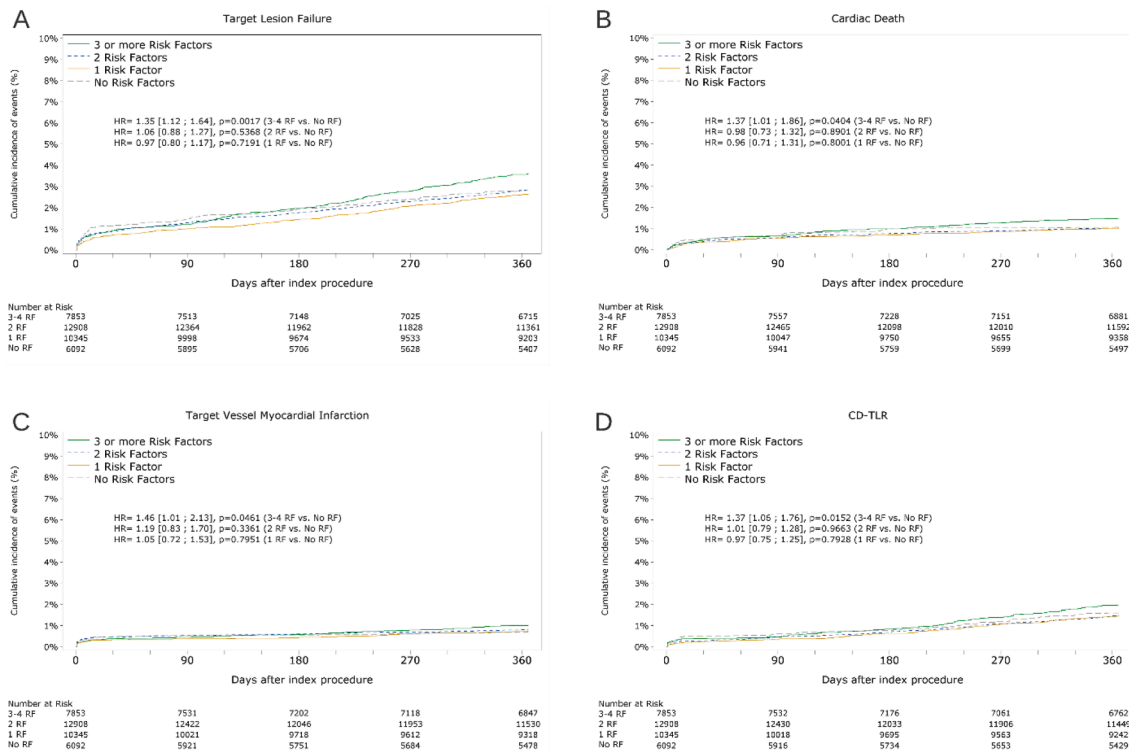 A
Target Lesion Failure
Cumulative incidence of events (%)
10%
9%
8%
7%
6%
5%
4%
3%
2%
1%
0%
3 or more Risk Factors
2 Risk Factors
1 Risk Factor
No Risk Factors
HR= 1.35 [1.12 ; 1.64], p=0.0017 (3-4 RF vs. No RF)
HR= 1.06 [0.88 ; 1.27], p=0.5368 (2 RF vs. No RF)
HR= 0.97 [0.80 ; 1.17], p=0.7191 (1 RF vs. No RF)
0 90 180 270 360
Days after index procedure
Number at Risk
3-4 RF 7853 7513 7148 7025 6715
2 RF 12908 12364 11962 11828 11361
1 RF 10345 9998 9674 9533 9203
No RF 6092 5895 5706 5628 5407
B
Cardiac Death
Cumulative incidence of events (%)
10%
9%
8%
7%
6%
5%
4%
3%
2%
1%
0%
3 or more Risk Factors
2 Risk Factors
1 Risk Factor
No Risk Factors
HR= 1.37 [1.01 ; 1.86], p=0.0404 (3-4 RF vs. No RF)
HR= 0.98 [0.73 ; 1.32], p=0.8901 (2 RF vs. No RF)
HR= 0.96 [0.71 ; 1.31], p=0.8001 (1 RF vs. No RF)
0 90 180 270 360
Days after index procedure
Number at Risk
3-4 RF 7853 7557 7228 7151 6881
2 RF 12908 12465 12098 12010 11592
1 RF 10345 10047 9750 9655 9358
No RF 6092 5941 5759 5699 5497
C
Target Vessel Myocardial Infarction
Cumulative incidence of events (%)
10%
9%
8%
7%
6%
5%
4%
3%
2%
1%
0%
3 or more Risk Factors
2 Risk Factors
1 Risk Factor
No Risk Factors
HR= 1.46 [1.01 ; 2.13], p=0.0461 (3-4 RF vs. No RF)
HR= 1.19 [0.83 ; 1.70], p=0.3361 (2 RF vs. No RF)
HR= 1.05 [0.72 ; 1.53], p=0.7951 (1 RF vs. No RF)
0 90 180 270 360
Days after index procedure
Number at Risk
3-4 RF 7853 7531 7202 7118 6847
2 RF 12908 12422 12046 11953 11530
1 RF 10345 10021 9718 9612 9318
No RF 6092 5921 5751 5684 5478
D
CD-TLR
Cumulative incidence of events (%)
10%
9%
8%
7%
6%
5%
4%
3%
2%
1%
0%
3 or more Risk Factors
2 Risk Factors
1 Risk Factor
No Risk Factors
HR= 1.37 [1.06 ; 1.76], p=0.0152 (3-4 RF vs. No RF)
HR= 1.01 [0.79 ; 1.28], p=0.9663 (2 RF vs. No RF)
HR= 0.97 [0.75 ; 1.25], p=0.7928 (1 RF vs. No RF)
0 90 180 270 360
Days after index procedure
Number at Risk
3-4 RF 7853 7532 7176 7061 6762
2 RF 12908 12430 12033 11906 11449
1 RF 10345 10018 9695 9563 9242
No RF 6092 5916 5734 5653 5429